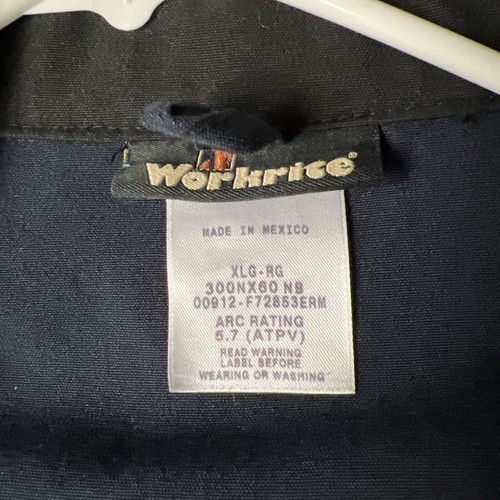 Workrite®
MADE IN MEXICO
XLG-RG
300NX60 NB
00912-F72853ERM
ARC RATING
5.7 (ATPV)
READ WARNING
LABEL BEFORE
WEARING OR WASHING